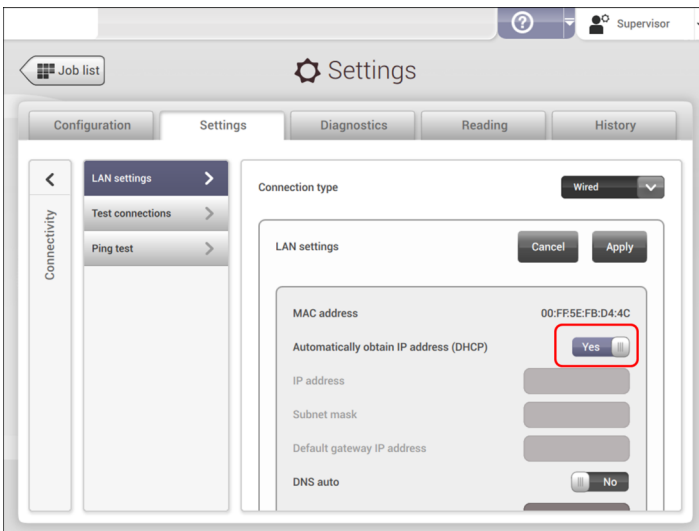 ?
Supervisor
Job list
Settings
Configuration
Settings
Diagnostics
Reading
History
Connectivity
LAN settings
Test connections
Ping test
Connection type
Wired
LAN settings
Cancel
Apply
MAC address
00:FF:5E:FB:D4:4C
Automatically obtain IP address (DHCP)
Yes
IP address
Subnet mask
Default gateway IP address
DNS auto
No